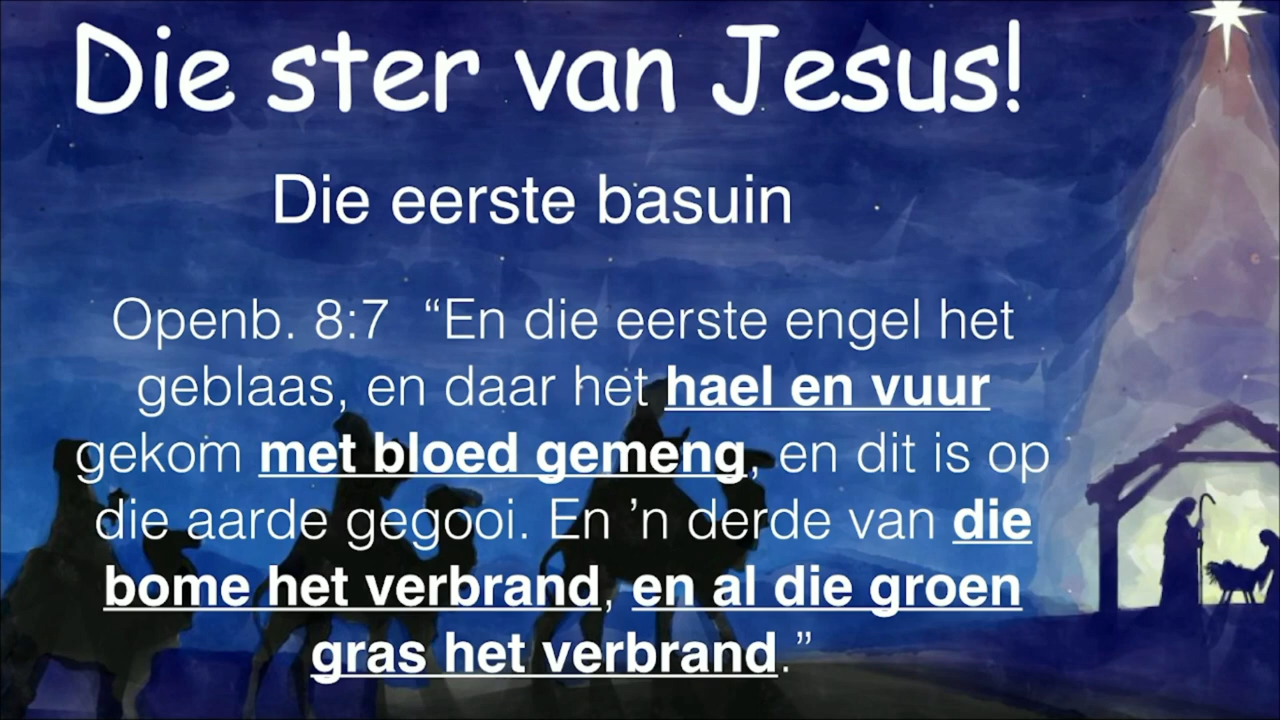 Die ster van Jesus!
Die eerste basuin
Openb. 8:7 “En die eerste engel het
geblaas, en daar het hael en vuur
gekom met bloed gemeng, en dit is op
die aarde gegooi. En ’n derde van die
bome het verbrand, en al die groen
gras het verbrand.”